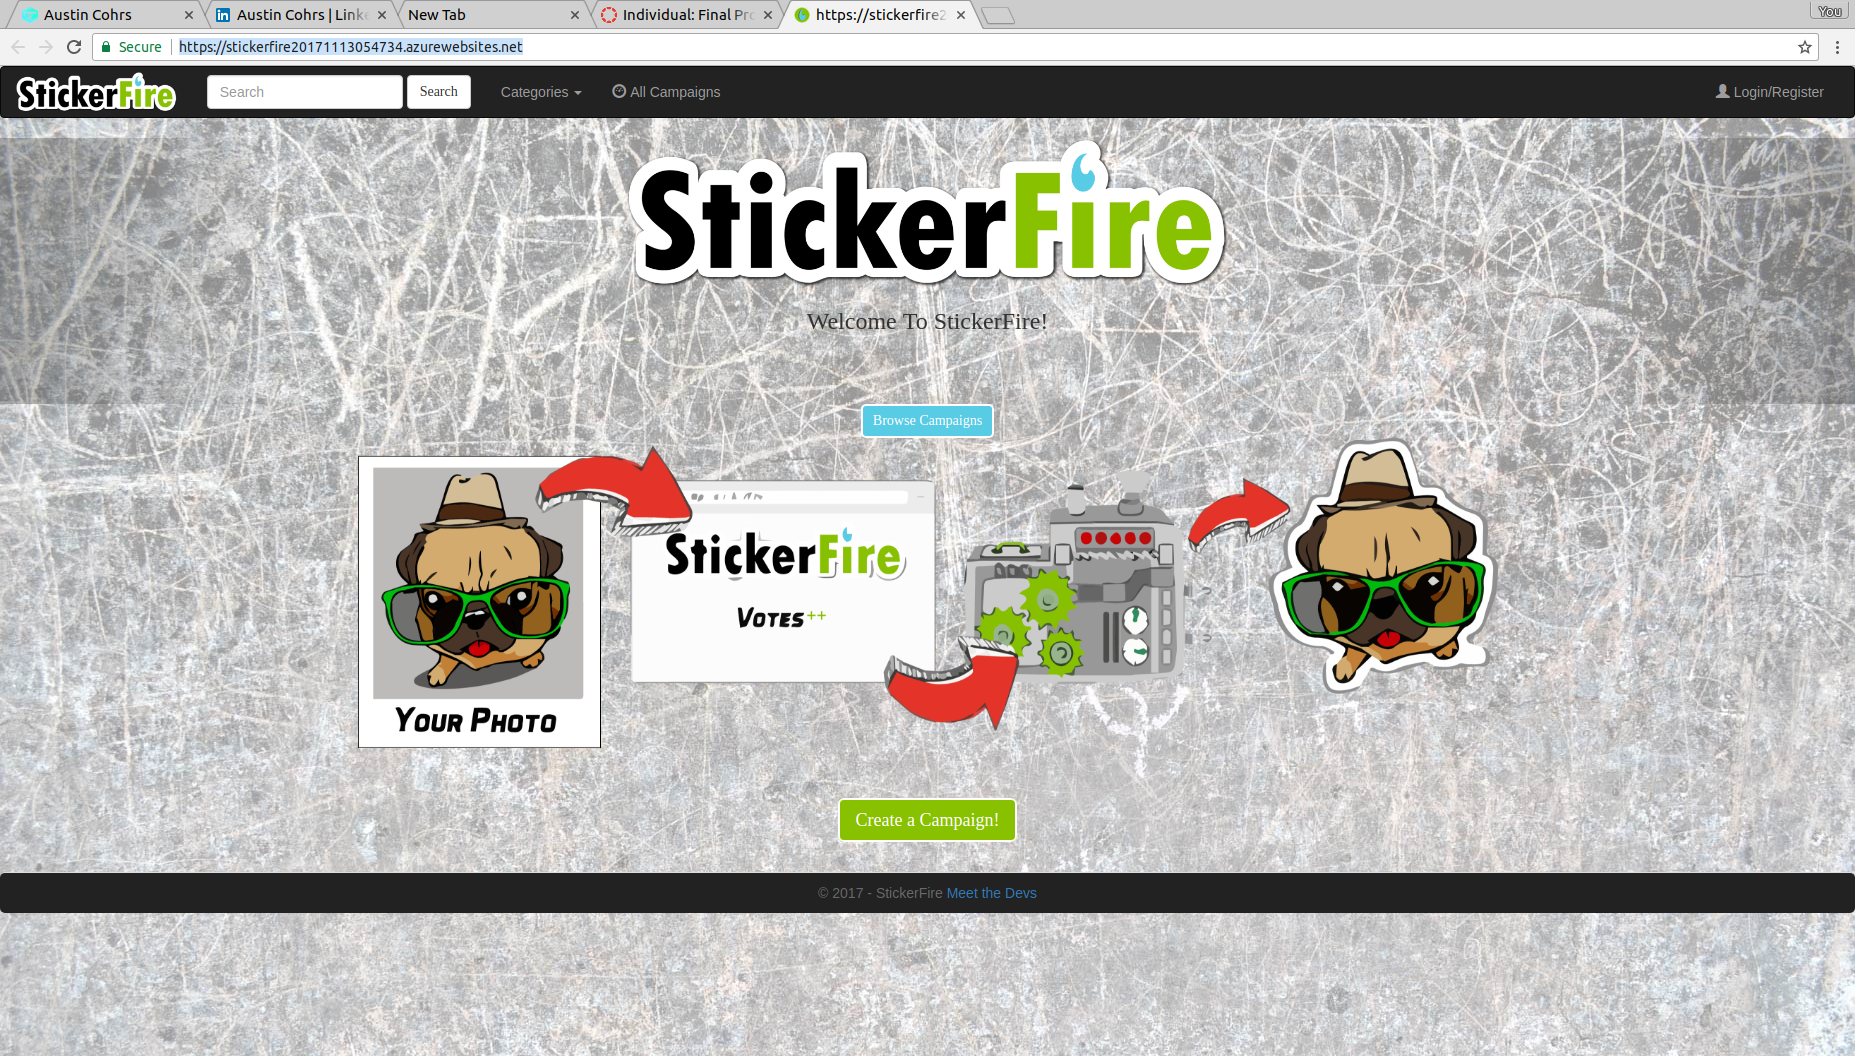 Austin Cohrs
Austin Cohrs | Linke
New Tab
Individual: Final Pro
https://stickerfire2
You
Secure
https://stickerfire20171113054734.azurewebsites.net
StickerFire
Search
Search
Categories
All Campaigns
Login/Register
StickerFire
Welcome To StickerFire!
Browse Campaigns
StickerFire
Votes++
Your Photo
Create a Campaign!
© 2017 - StickerFire Meet the Devs